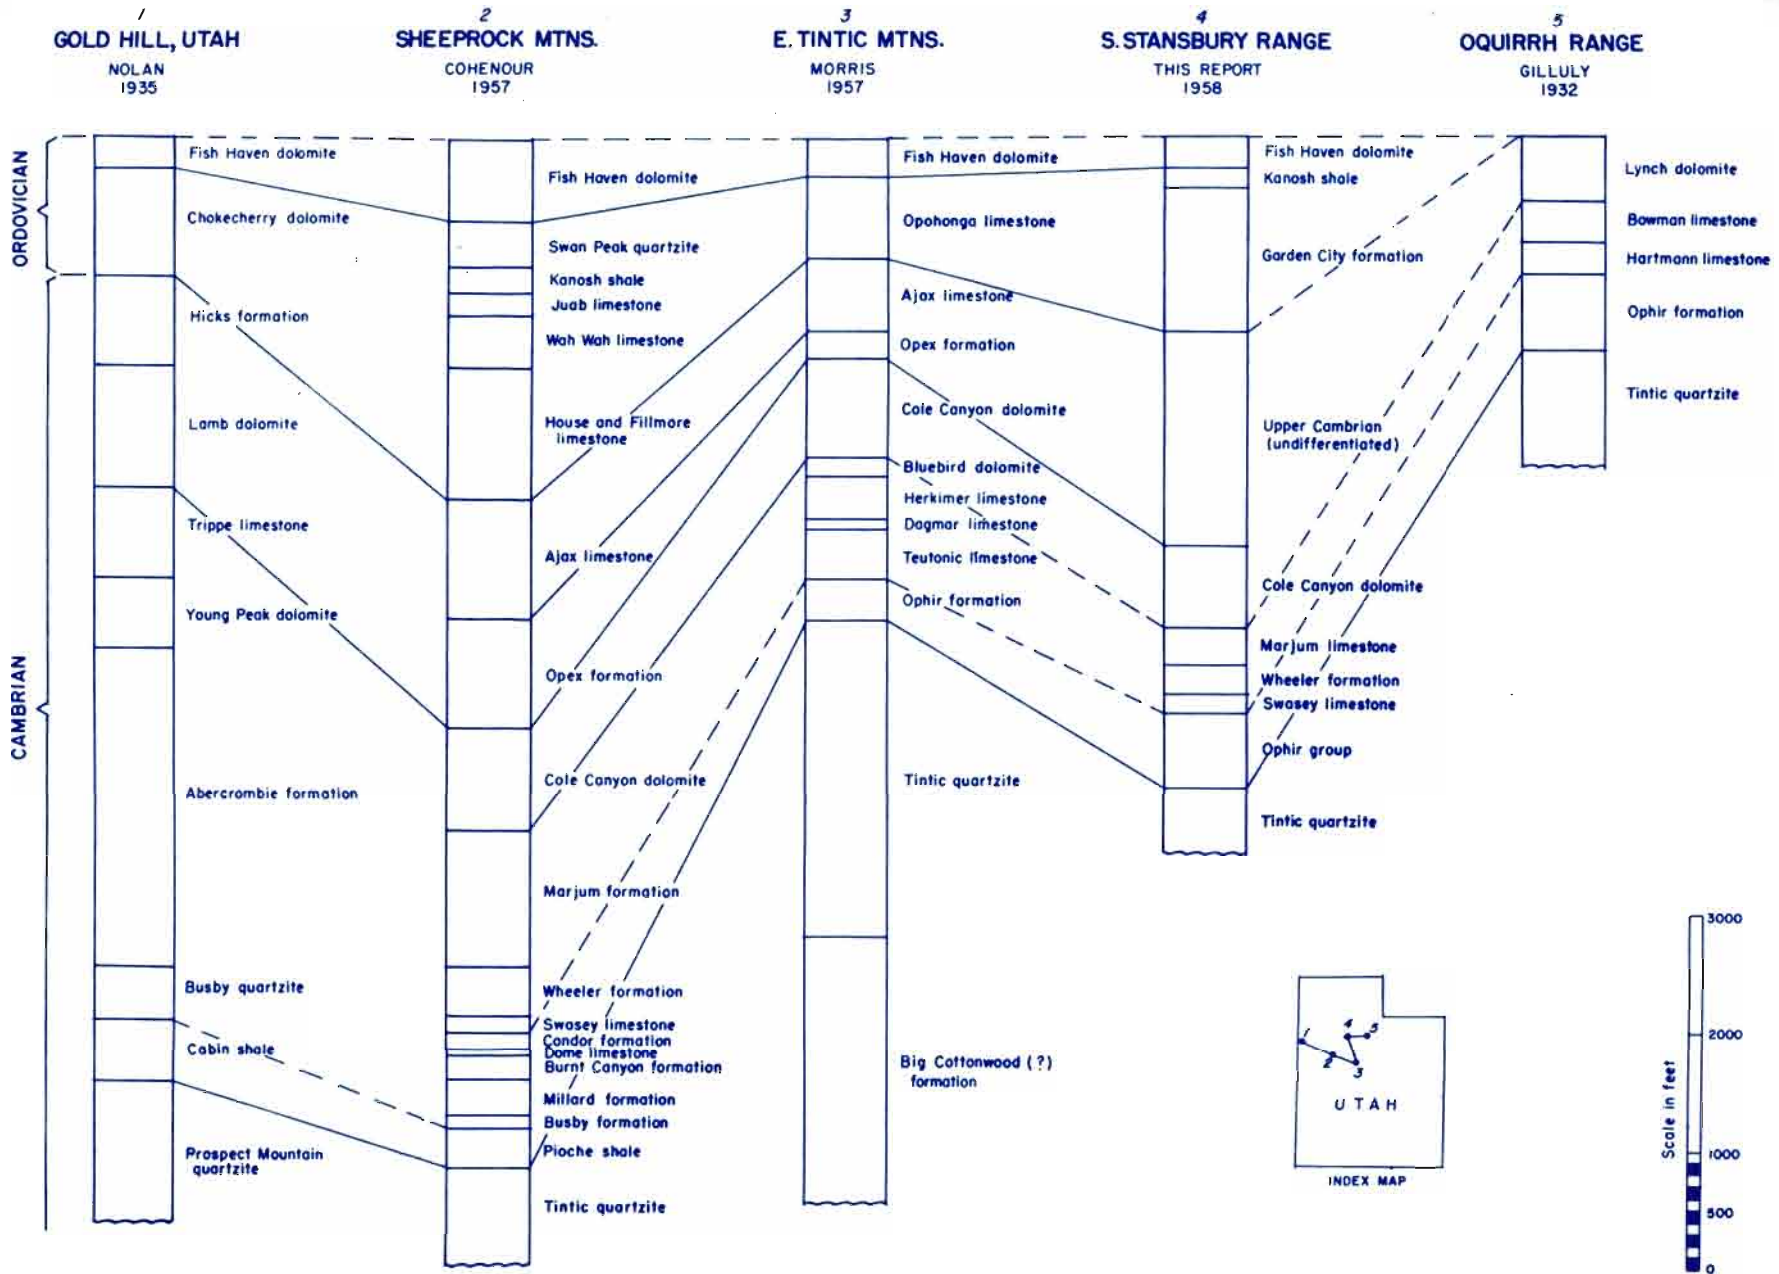 1
GOLD HILL, UTAH
NOLAN
1935
2
SHEEPROCK MTNS.
COHENOUR
1957
3
E. TINTIC MTNS.
MORRIS
1957
4
S. STANSBURY RANGE
THIS REPORT
1958
5
OQUIRRH RANGE
GILLULY
1932
ORDOVICIAN
CAMBRIAN
Fish Haven dolomite
Chokecherry dolomite
Hicks formation
Lamb dolomite
Trippe limestone
Young Peak dolomite
Abercrombie formation
Busby quartzite
Cabin shale
Prospect Mountain
quartzite
Fish Haven dolomite
Swan Peak quartzite
Kanosh shale
Juab limestone
Wah Wah limestone
House and Fillmore
limestone
Ajax limestone
Opex formation
Cole Canyon dolomite
Marjum formation
Wheeler formation
Swasey limestone
Condor formation
Dome limestone
Burnt Canyon formation
Millard formation
Busby formation
Pioche shale
Tintic quartzite
Fish Haven dolomite
Opohonga limestone
Ajax limestone
Opex formation
Cole Canyon dolomite
Bluebird dolomite
Herkimer limestone
Dagmar limestone
Teutonic limestone
Ophir formation
Tintic quartzite
Big Cottonwood (?)
formation
Fish Haven dolomite
Kanosh shale
Garden City formation
Upper Cambrian
(undifferentiated)
Cole Canyon dolomite
Marjum limestone
Wheeler formation
Swasey limestone
Ophir group
Tintic quartzite
Lynch dolomite
Bowman limestone
Hartmann limestone
Ophir formation
Tintic quartzite
1
2
3
4
5
UTAH
INDEX MAP
Scale in feet
3000
2000
1000
500
0